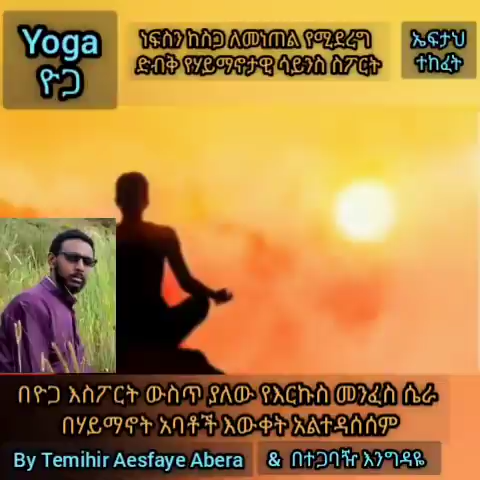 Yoga
ዮጋ
ነፍስን ከስጋ ለመነጠል የሚደረግ
ድብቅ የሃይማኖታዊ ሳይንስ ስፖርት
ኤፍታህ
ተከፈት
በዮጋ እስፖርት ውስጥ ያለው የእርኩስ መንፈስ ሴራ
በሃይማኖት አባቶች እውቀት አልተዳሰሰም
By Temihir Aesfaye Abera
& በተጋባዡ እንግዳዬ